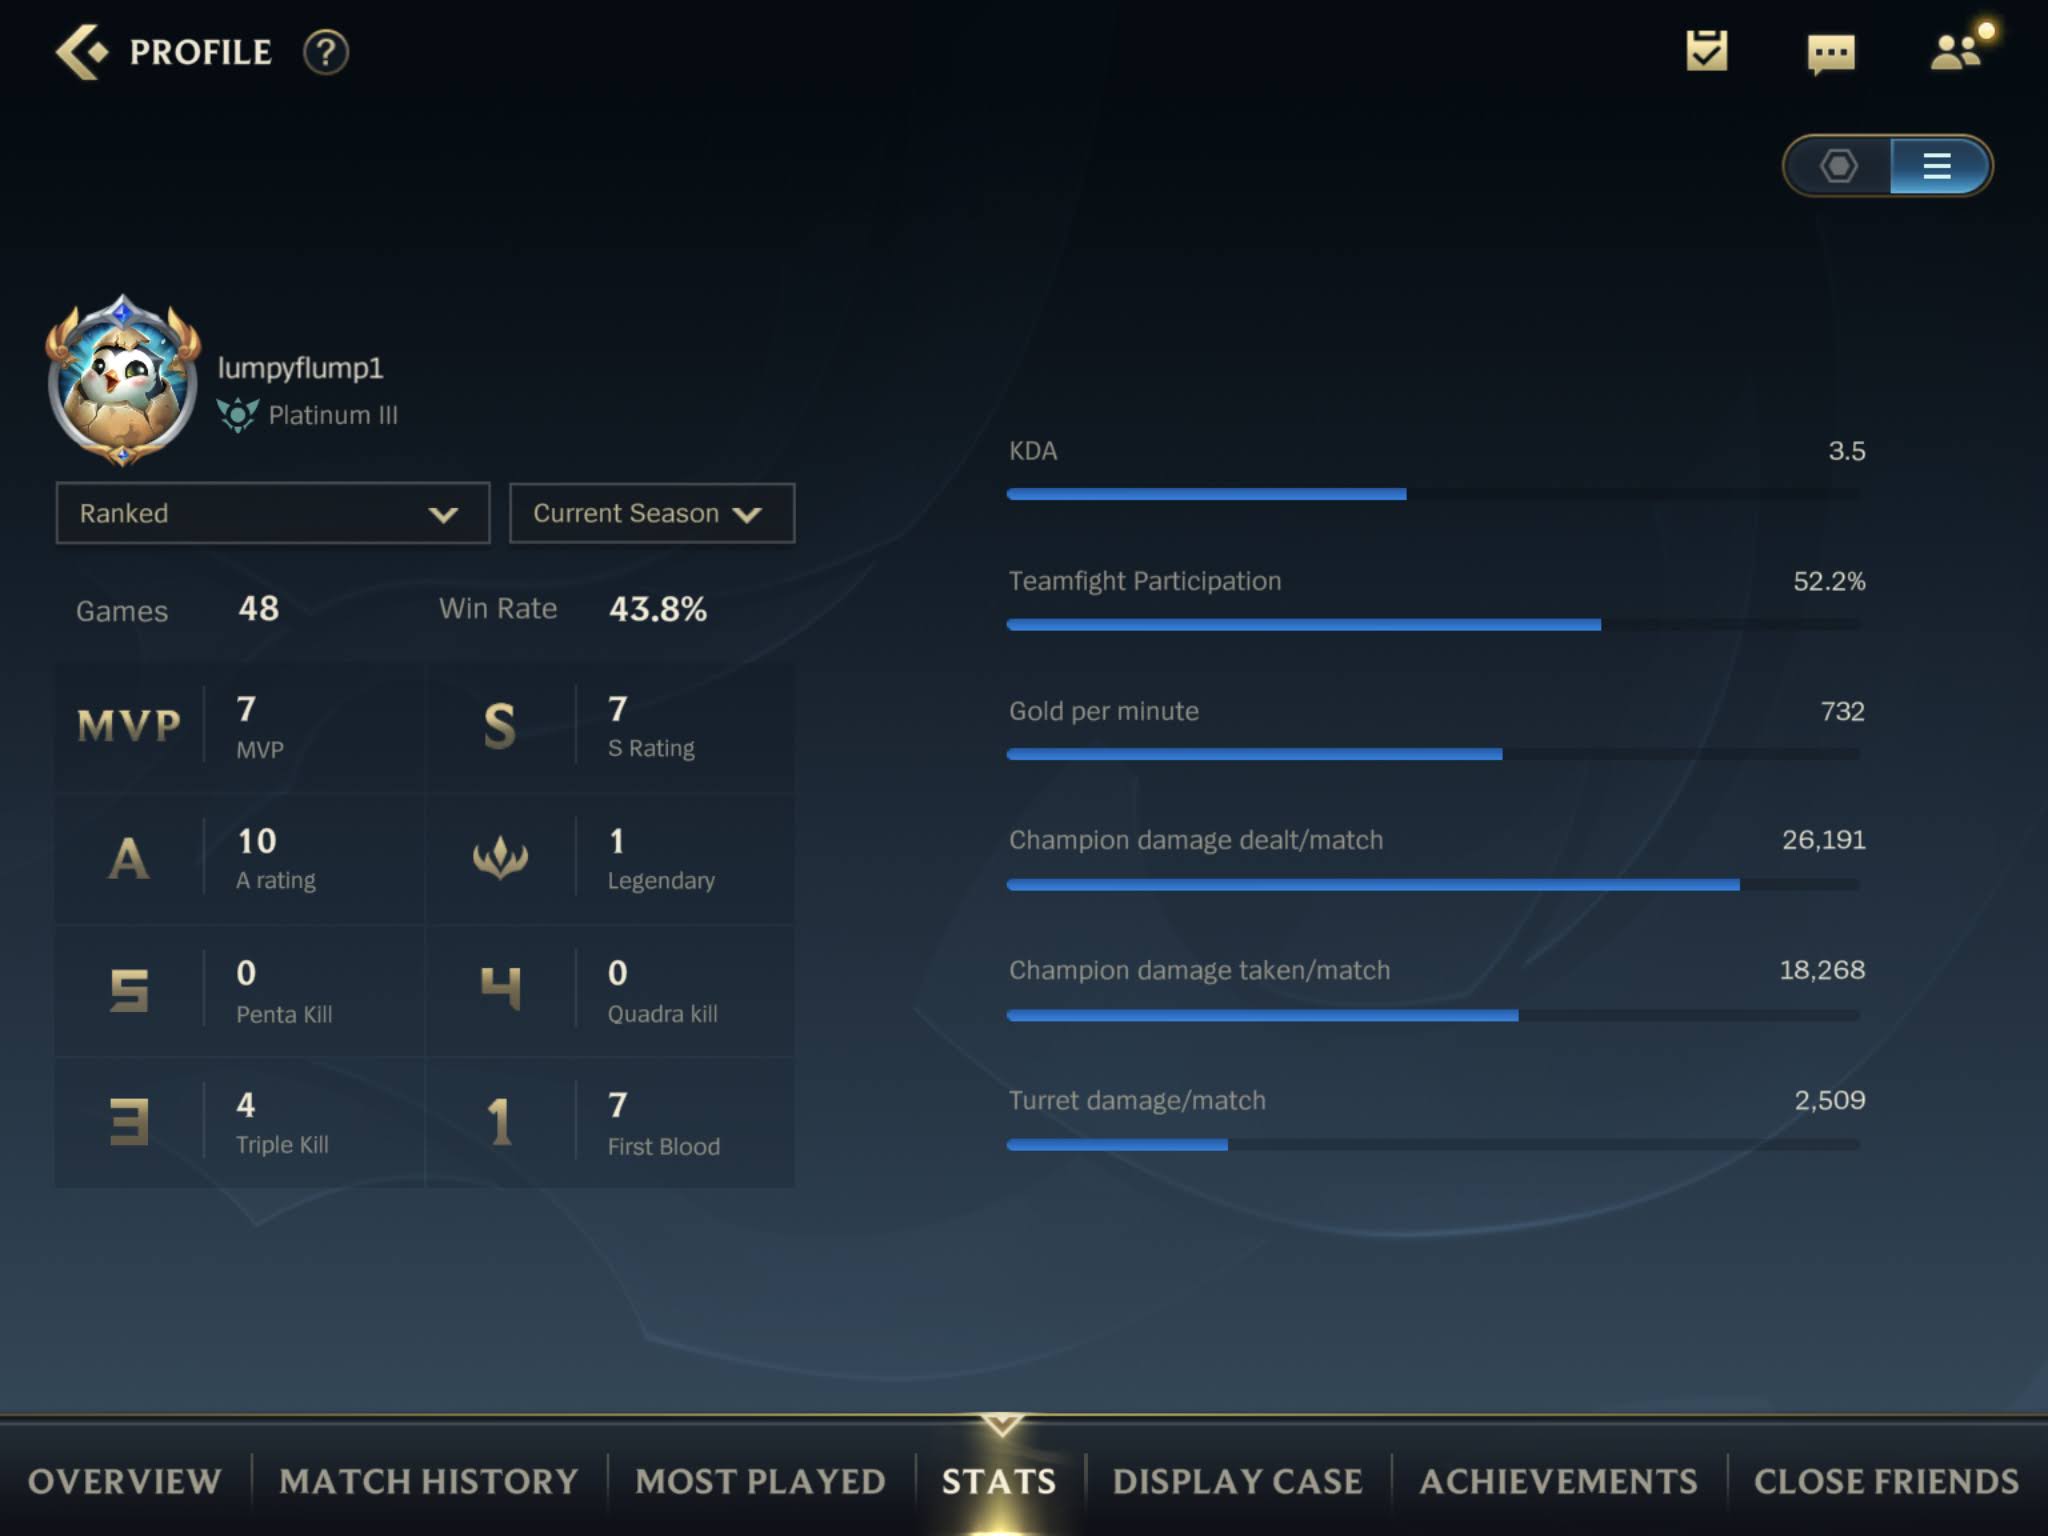 PROFILE ?
lumpyflump1
Platinum III
Ranked Current Season
Games 48 Win Rate 43.8%
MVP 7 MVP
S 7 S Rating
A 10 A rating
1 Legendary
5 0 Penta Kill
4 0 Quadra kill
3 4 Triple Kill
1 7 First Blood
KDA 3.5
Teamfight Participation 52.2%
Gold per minute 732
Champion damage dealt/match 26,191
Champion damage taken/match 18,268
Turret damage/match 2,509
OVERVIEW MATCH HISTORY MOST PLAYED STATS DISPLAY CASE ACHIEVEMENTS CLOSE FRIENDS